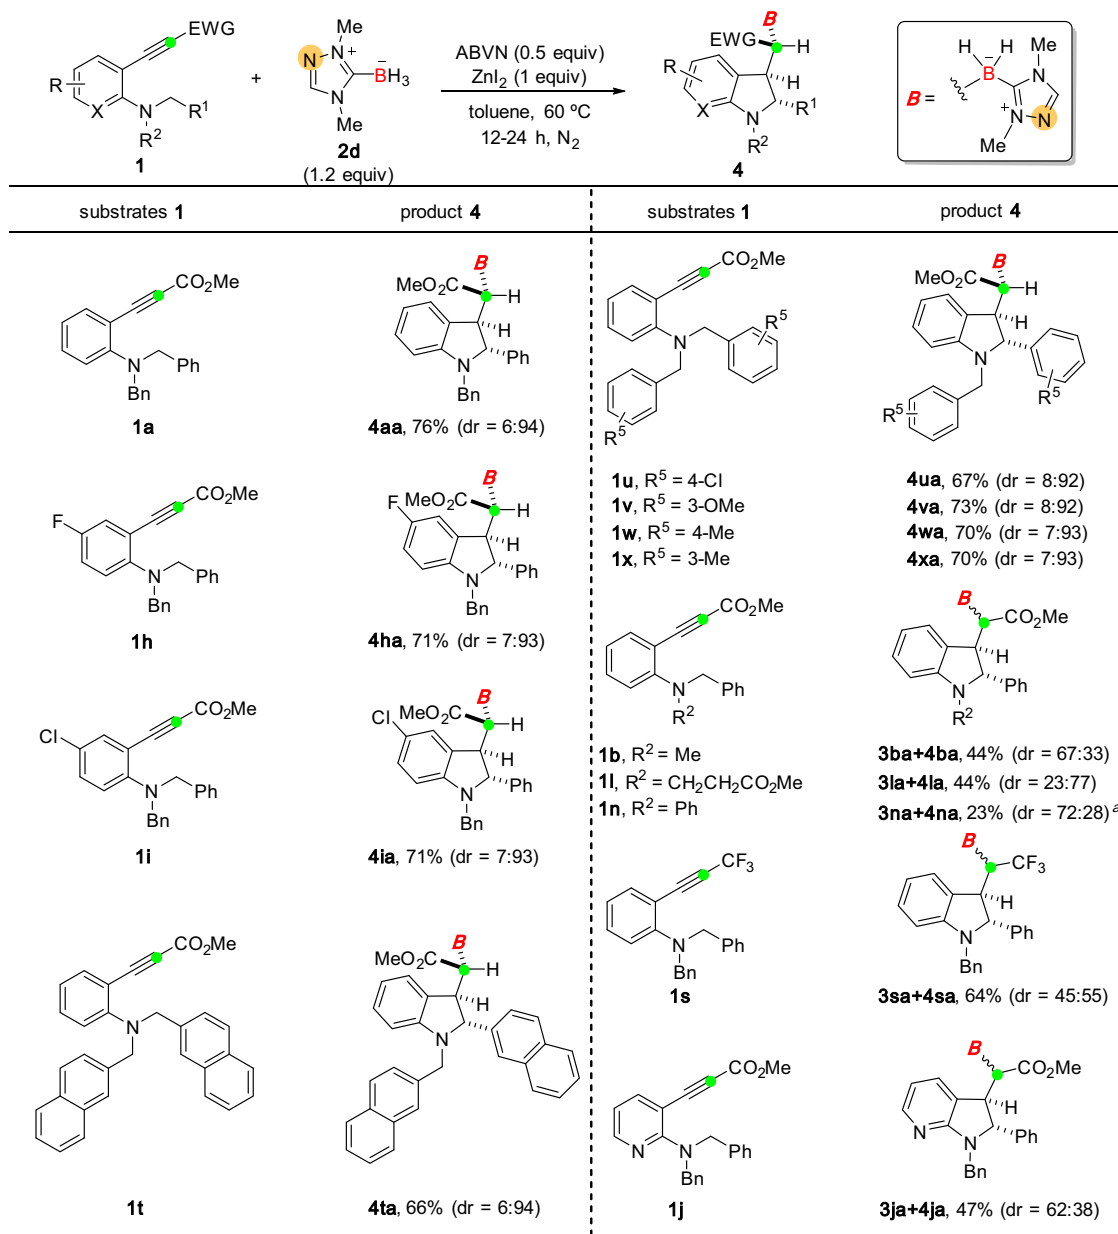 EWG
R
X
N
R¹
R²
1
+
Me
N
N
+
N
Me
−
BH₃
2d
(1.2 equiv)
ABVN (0.5 equiv)
ZnI₂ (1 equiv)
toluene, 60 ºC
12-24 h, N₂
B
EWG
H
R
H
X
N
R¹
R²
4
B =
H
H
−
B
Me
N
N
+
N
Me
substrates 1
product 4
substrates 1
product 4
CO₂Me
N
Ph
Bn
1a
B
MeO₂C
H
H
Ph
N
Bn
4aa, 76% (dr = 6:94)
CO₂Me
F
N
Ph
Bn
1h
B
MeO₂C
H
F
H
Ph
N
Bn
4ha, 71% (dr = 7:93)
CO₂Me
Cl
N
Ph
Bn
1i
B
MeO₂C
H
Cl
H
Ph
N
Bn
4ia, 71% (dr = 7:93)
CO₂Me
N
1t
B
MeO₂C
H
H
N
4ta, 66% (dr = 6:94)
CO₂Me
R⁵
N
R⁵
1u, R⁵ = 4-Cl
1v, R⁵ = 3-OMe
1w, R⁵ = 4-Me
1x, R⁵ = 3-Me
B
MeO₂C
H
H
N
R⁵
R⁵
4ua, 67% (dr = 8:92)
4va, 73% (dr = 8:92)
4wa, 70% (dr = 7:93)
4xa, 70% (dr = 7:93)
CO₂Me
N
Ph
R²
1b, R² = Me
1l, R² = CH₂CH₂CO₂Me
1n, R² = Ph
B
CO₂Me
H
Ph
N
R²
3ba+4ba, 44% (dr = 67:33)
3la+4la, 44% (dr = 23:77)
3na+4na, 23% (dr = 72:28)ᵃ
CF₃
N
Ph
Bn
1s
B
CF₃
H
Ph
N
Bn
3sa+4sa, 64% (dr = 45:55)
CO₂Me
N
N
Ph
Bn
1j
B
CO₂Me
H
Ph
N
N
Bn
3ja+4ja, 47% (dr = 62:38)